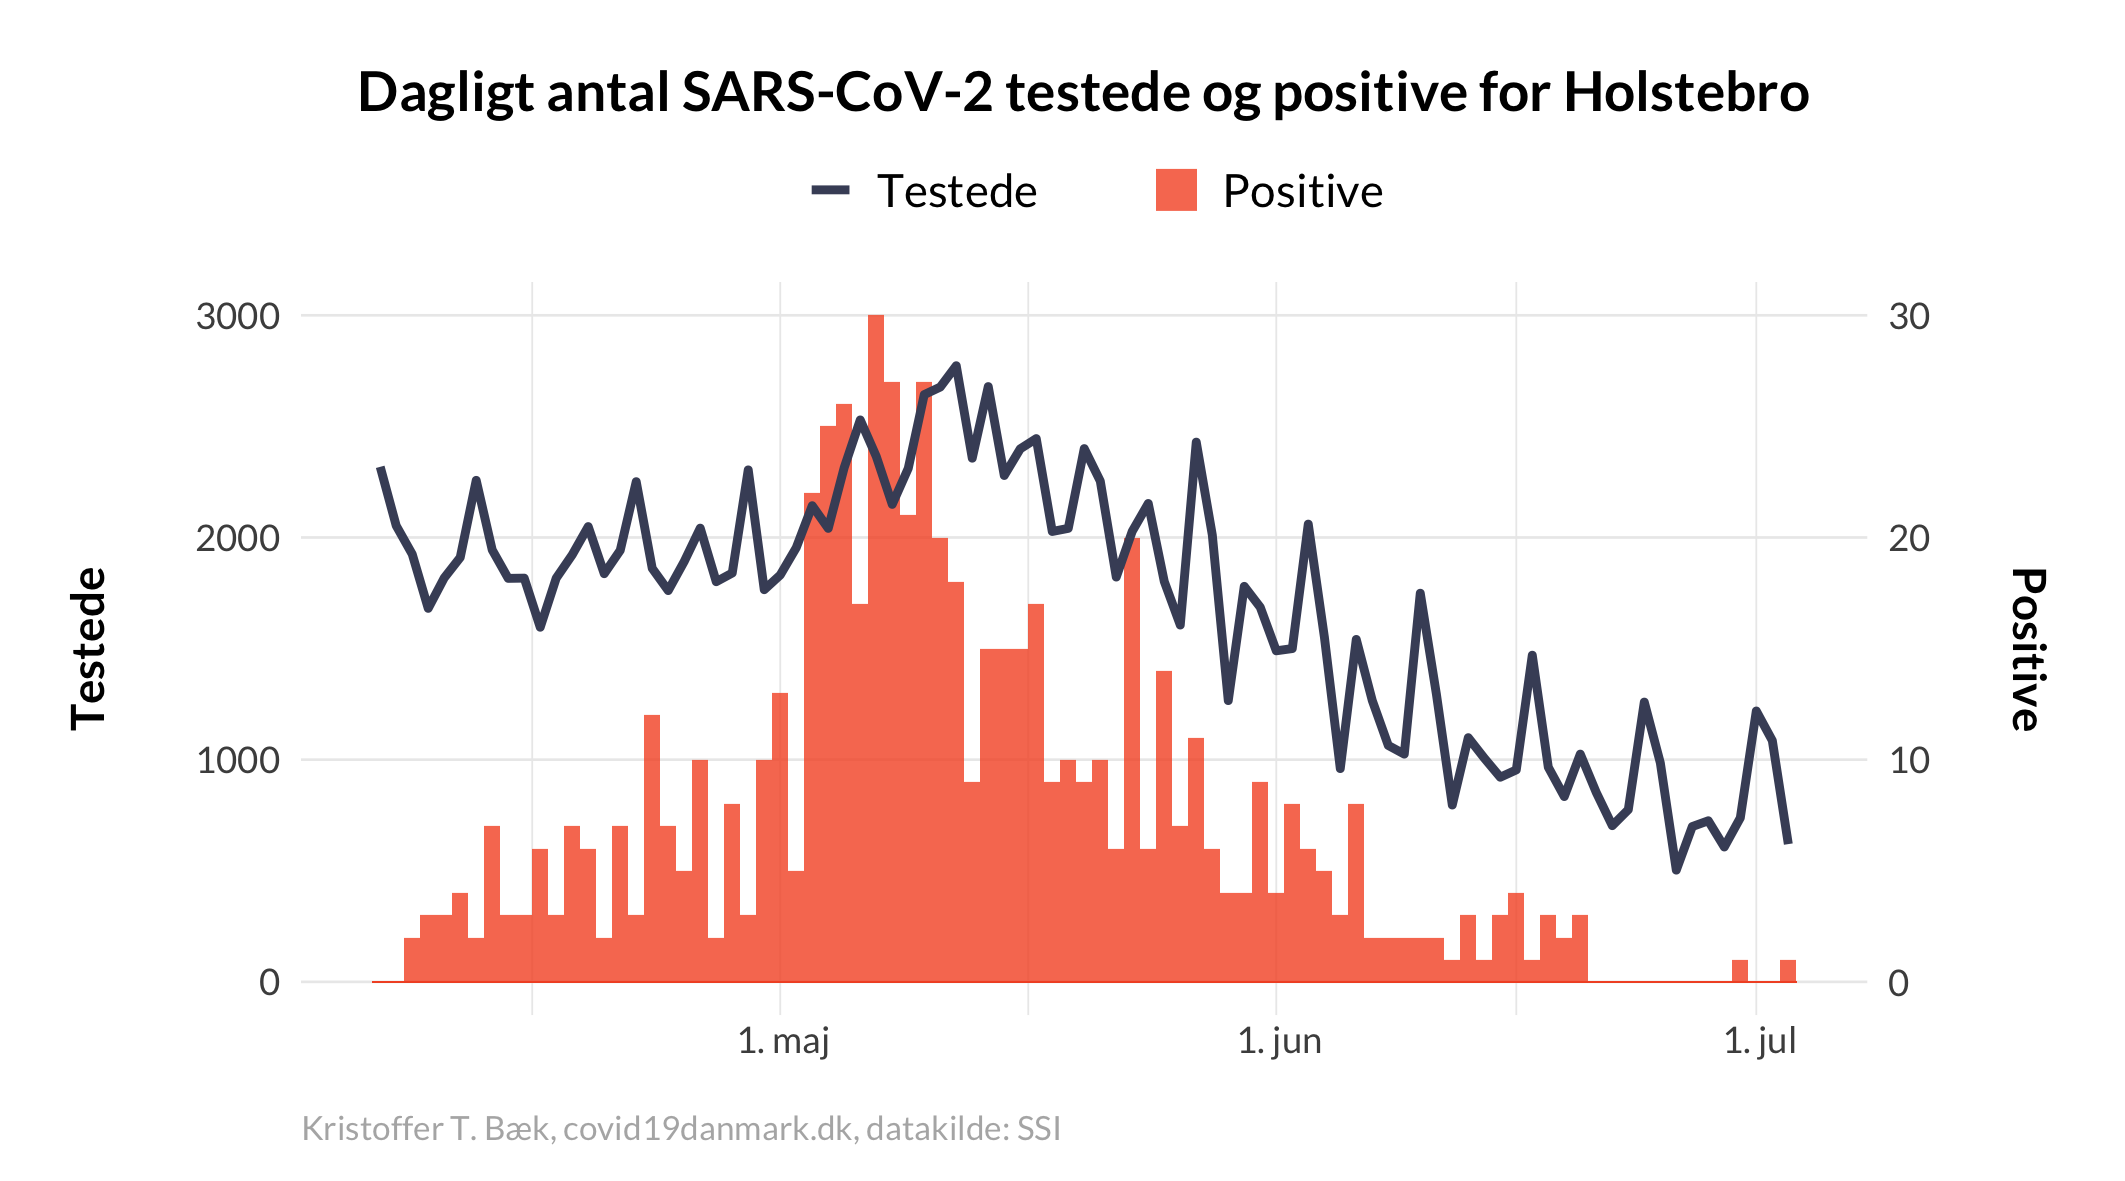 Dagligt antal SARS-CoV-2 testede og positive for Holstebro
Testede
Positive
3000
2000
1000
0
Testede
30
20
10
0
Positive
1. maj
1. jun
1. jul
Kristoffer T. Bæk, covid19danmark.dk, datakilde: SSI